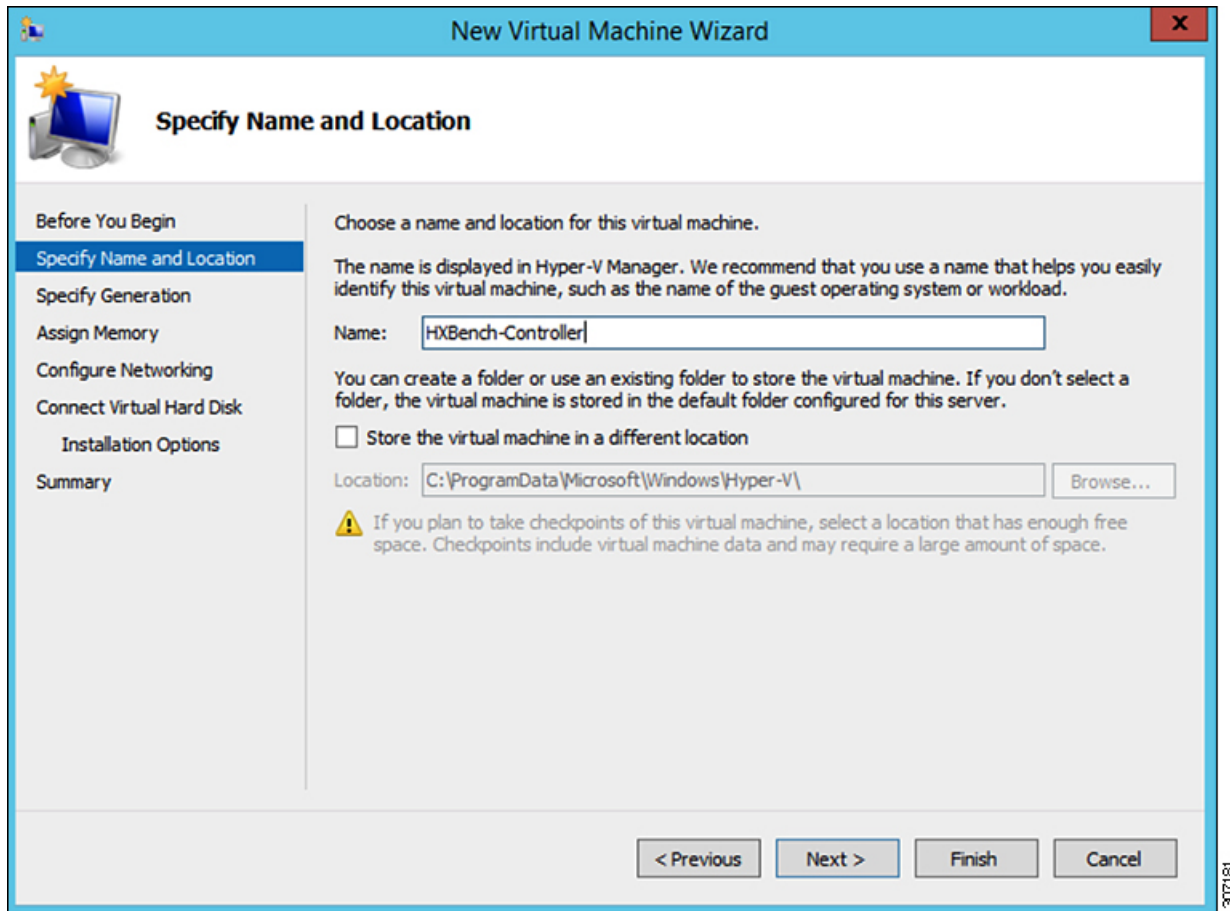 New Virtual Machine Wizard
X
Specify Name and Location
Before You Begin
Specify Name and Location
Specify Generation
Assign Memory
Configure Networking
Connect Virtual Hard Disk
Installation Options
Summary
Choose a name and location for this virtual machine.
The name is displayed in Hyper-V Manager. We recommend that you use a name that helps you easily
identify this virtual machine, such as the name of the guest operating system or workload.
Name: HXBench-Controller
You can create a folder or use an existing folder to store the virtual machine. If you don't select a
folder, the virtual machine is stored in the default folder configured for this server.
Store the virtual machine in a different location
Location: C:\ProgramData\Microsoft\Windows\Hyper-V\ Browse...
If you plan to take checkpoints of this virtual machine, select a location that has enough free
space. Checkpoints include virtual machine data and may require a large amount of space.
< Previous Next > Finish Cancel
307181